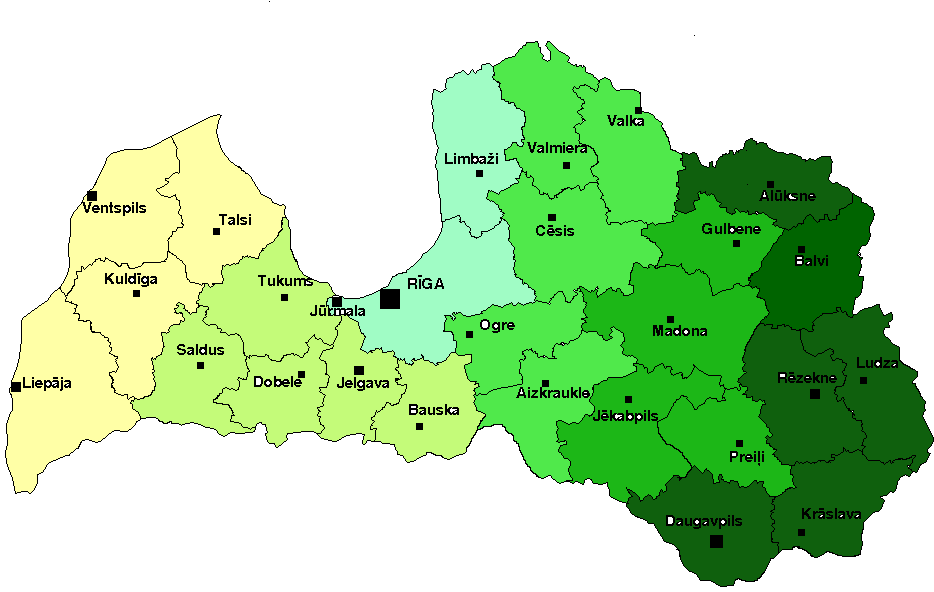 Valka
Valmiera
Limbaži
Alūksne
Ventspils
Talsi
Cēsis
Gulbene
Balvi
Kuldīga
Tukums
RĪGA
Jūrmala
Ogre
Madona
Saldus
Ludza
Liepāja
Dobele
Jelgava
Rēzekne
Aizkraukle
Bauska
Jēkabpils
Preiļi
Krāslava
Daugavpils